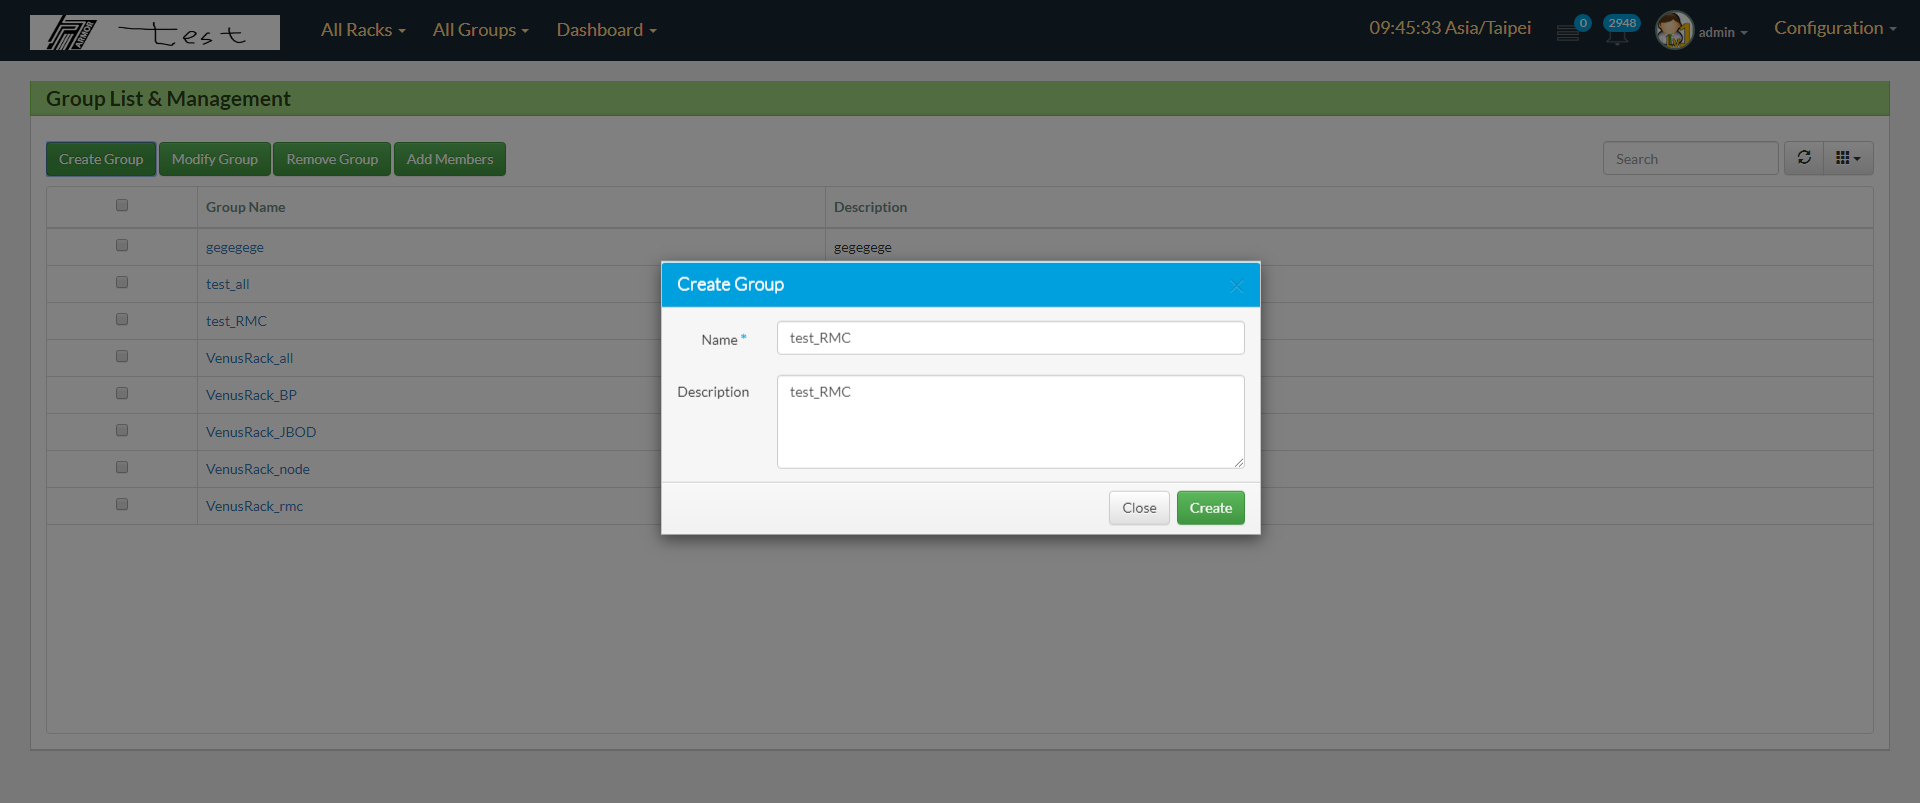 ARMOR test All Racks All Groups Dashboard 09:45:33 Asia/Taipei 0 2948 admin Configuration
Group List & Management
Create Group Modify Group Remove Group Add Members Search
Group Name Description
gegegege gegegege
test_all
test_RMC
VenusRack_all
VenusRack_BP
VenusRack_JBOD
VenusRack_node
VenusRack_rmc
Create Group ×
Name * test_RMC
Description test_RMC
Close Create